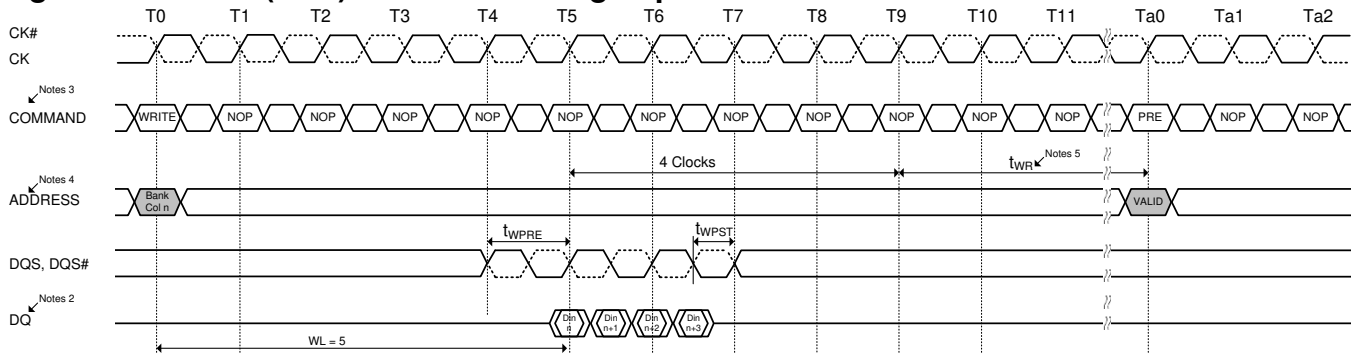 T0 T1 T2 T3 T4 T5 T6 T7 T8 T9 T10 T11 Ta0 Ta1 Ta2
CK#
CK
Notes 3
COMMAND WRITE NOP NOP NOP NOP NOP NOP NOP NOP NOP NOP NOP PRE NOP NOP
4 Clocks tWR Notes 5
Notes 4
ADDRESS Bank Col n VALID
tWPRE tWPST
DQS, DQS#
Notes 2
DQ Din n Din n+1 Din n+2 Din n+3
WL = 5